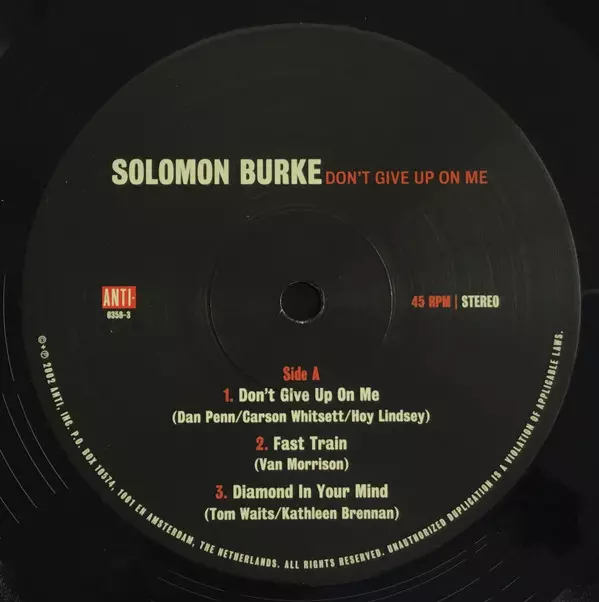 SOLOMON BURKE DON'T GIVE UP ON ME
ANTI-
6358-3
45 RPM | STEREO
Side A
1. Don't Give Up On Me
(Dan Penn/Carson Whitsett/Hoy Lindsey)
2. Fast Train
(Van Morrison)
3. Diamond In Your Mind
(Tom Waits/Kathleen Brennan)
© + ℗ 2002 ANTI, INC. P.O. BOX 10574, 1001 EN AMSTERDAM, THE NETHERLANDS. ALL RIGHTS RESERVED. UNAUTHORIZED DUPLICATION IS A VIOLATION OF APPLICABLE LAWS.